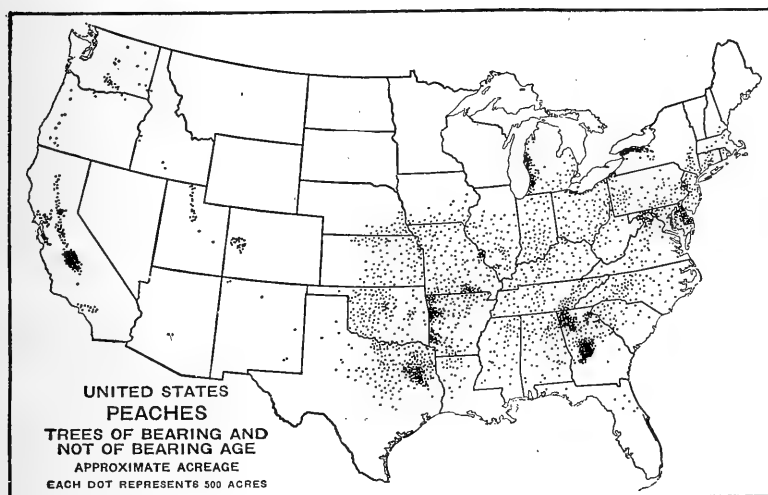 UNITED STATES
PEACHES
TREES OF BEARING AND
NOT OF BEARING AGE
APPROXIMATE ACREAGE
EACH DOT REPRESENTS 500 ACRES